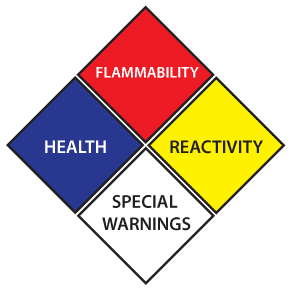 FLAMMABILITY
HEALTH
REACTIVITY
SPECIAL
WARNINGS